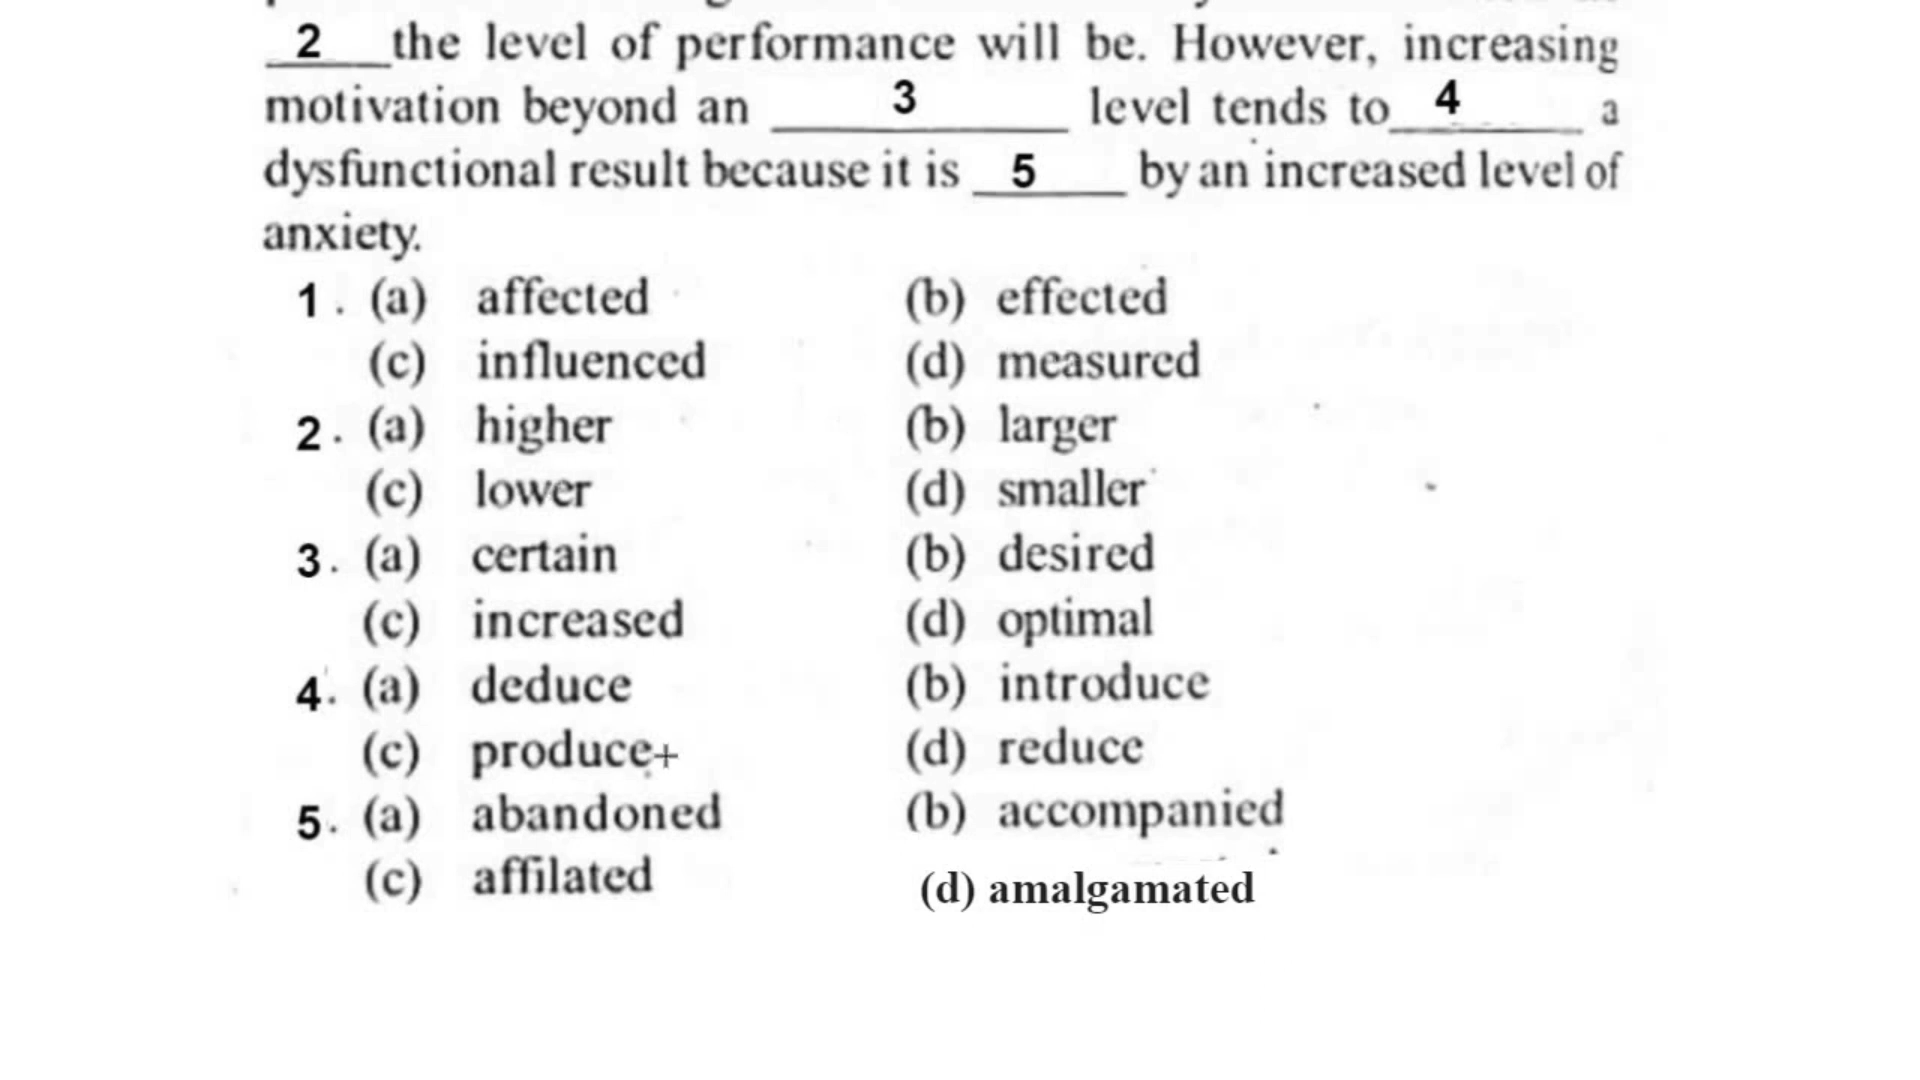 2 the level of performance will be. However, increasing
motivation beyond an 3 level tends to 4 a
dysfunctional result because it is 5 by an increased level of
anxiety.
1. (a) affected (b) effected
(c) influenced (d) measured
2. (a) higher (b) larger
(c) lower (d) smaller
3. (a) certain (b) desired
(c) increased (d) optimal
4. (a) deduce (b) introduce
(c) produce+ (d) reduce
5. (a) abandoned (b) accompanied
(c) affilated (d) amalgamated